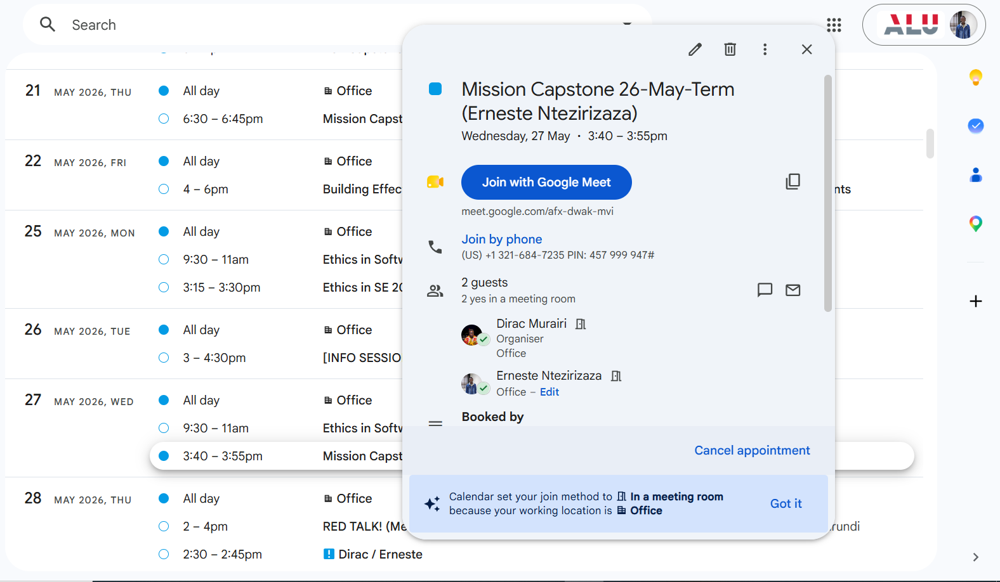 Search
ALU
21 MAY 2026, THU
All day
Office
6:30 – 6:45pm
Mission Capst
22 MAY 2026, FRI
All day
Office
4 – 6pm
Building Effec
nts
25 MAY 2026, MON
All day
Office
9:30 – 11am
Ethics in Softw
3:15 – 3:30pm
Ethics in SE 20
26 MAY 2026, TUE
All day
Office
3 – 4:30pm
[INFO SESSIO
27 MAY 2026, WED
All day
Office
9:30 – 11am
Ethics in Softw
3:40 – 3:55pm
Mission Capst
28 MAY 2026, THU
All day
Office
2 – 4pm
RED TALK! (Me
rundi
2:30 – 2:45pm
Dirac / Erneste
Mission Capstone 26-May-Term
(Erneste Ntezirizaza)
Wednesday, 27 May • 3:40 – 3:55pm
Join with Google Meet
meet.google.com/afx-dwak-mvi
Join by phone
(US) +1 321-684-7235 PIN: 457 999 947#
2 guests
2 yes in a meeting room
Dirac Murairi
Organiser
Office
Erneste Ntezirizaza
Office – Edit
Booked by
Cancel appointment
Calendar set your join method to In a meeting room
because your working location is Office
Got it